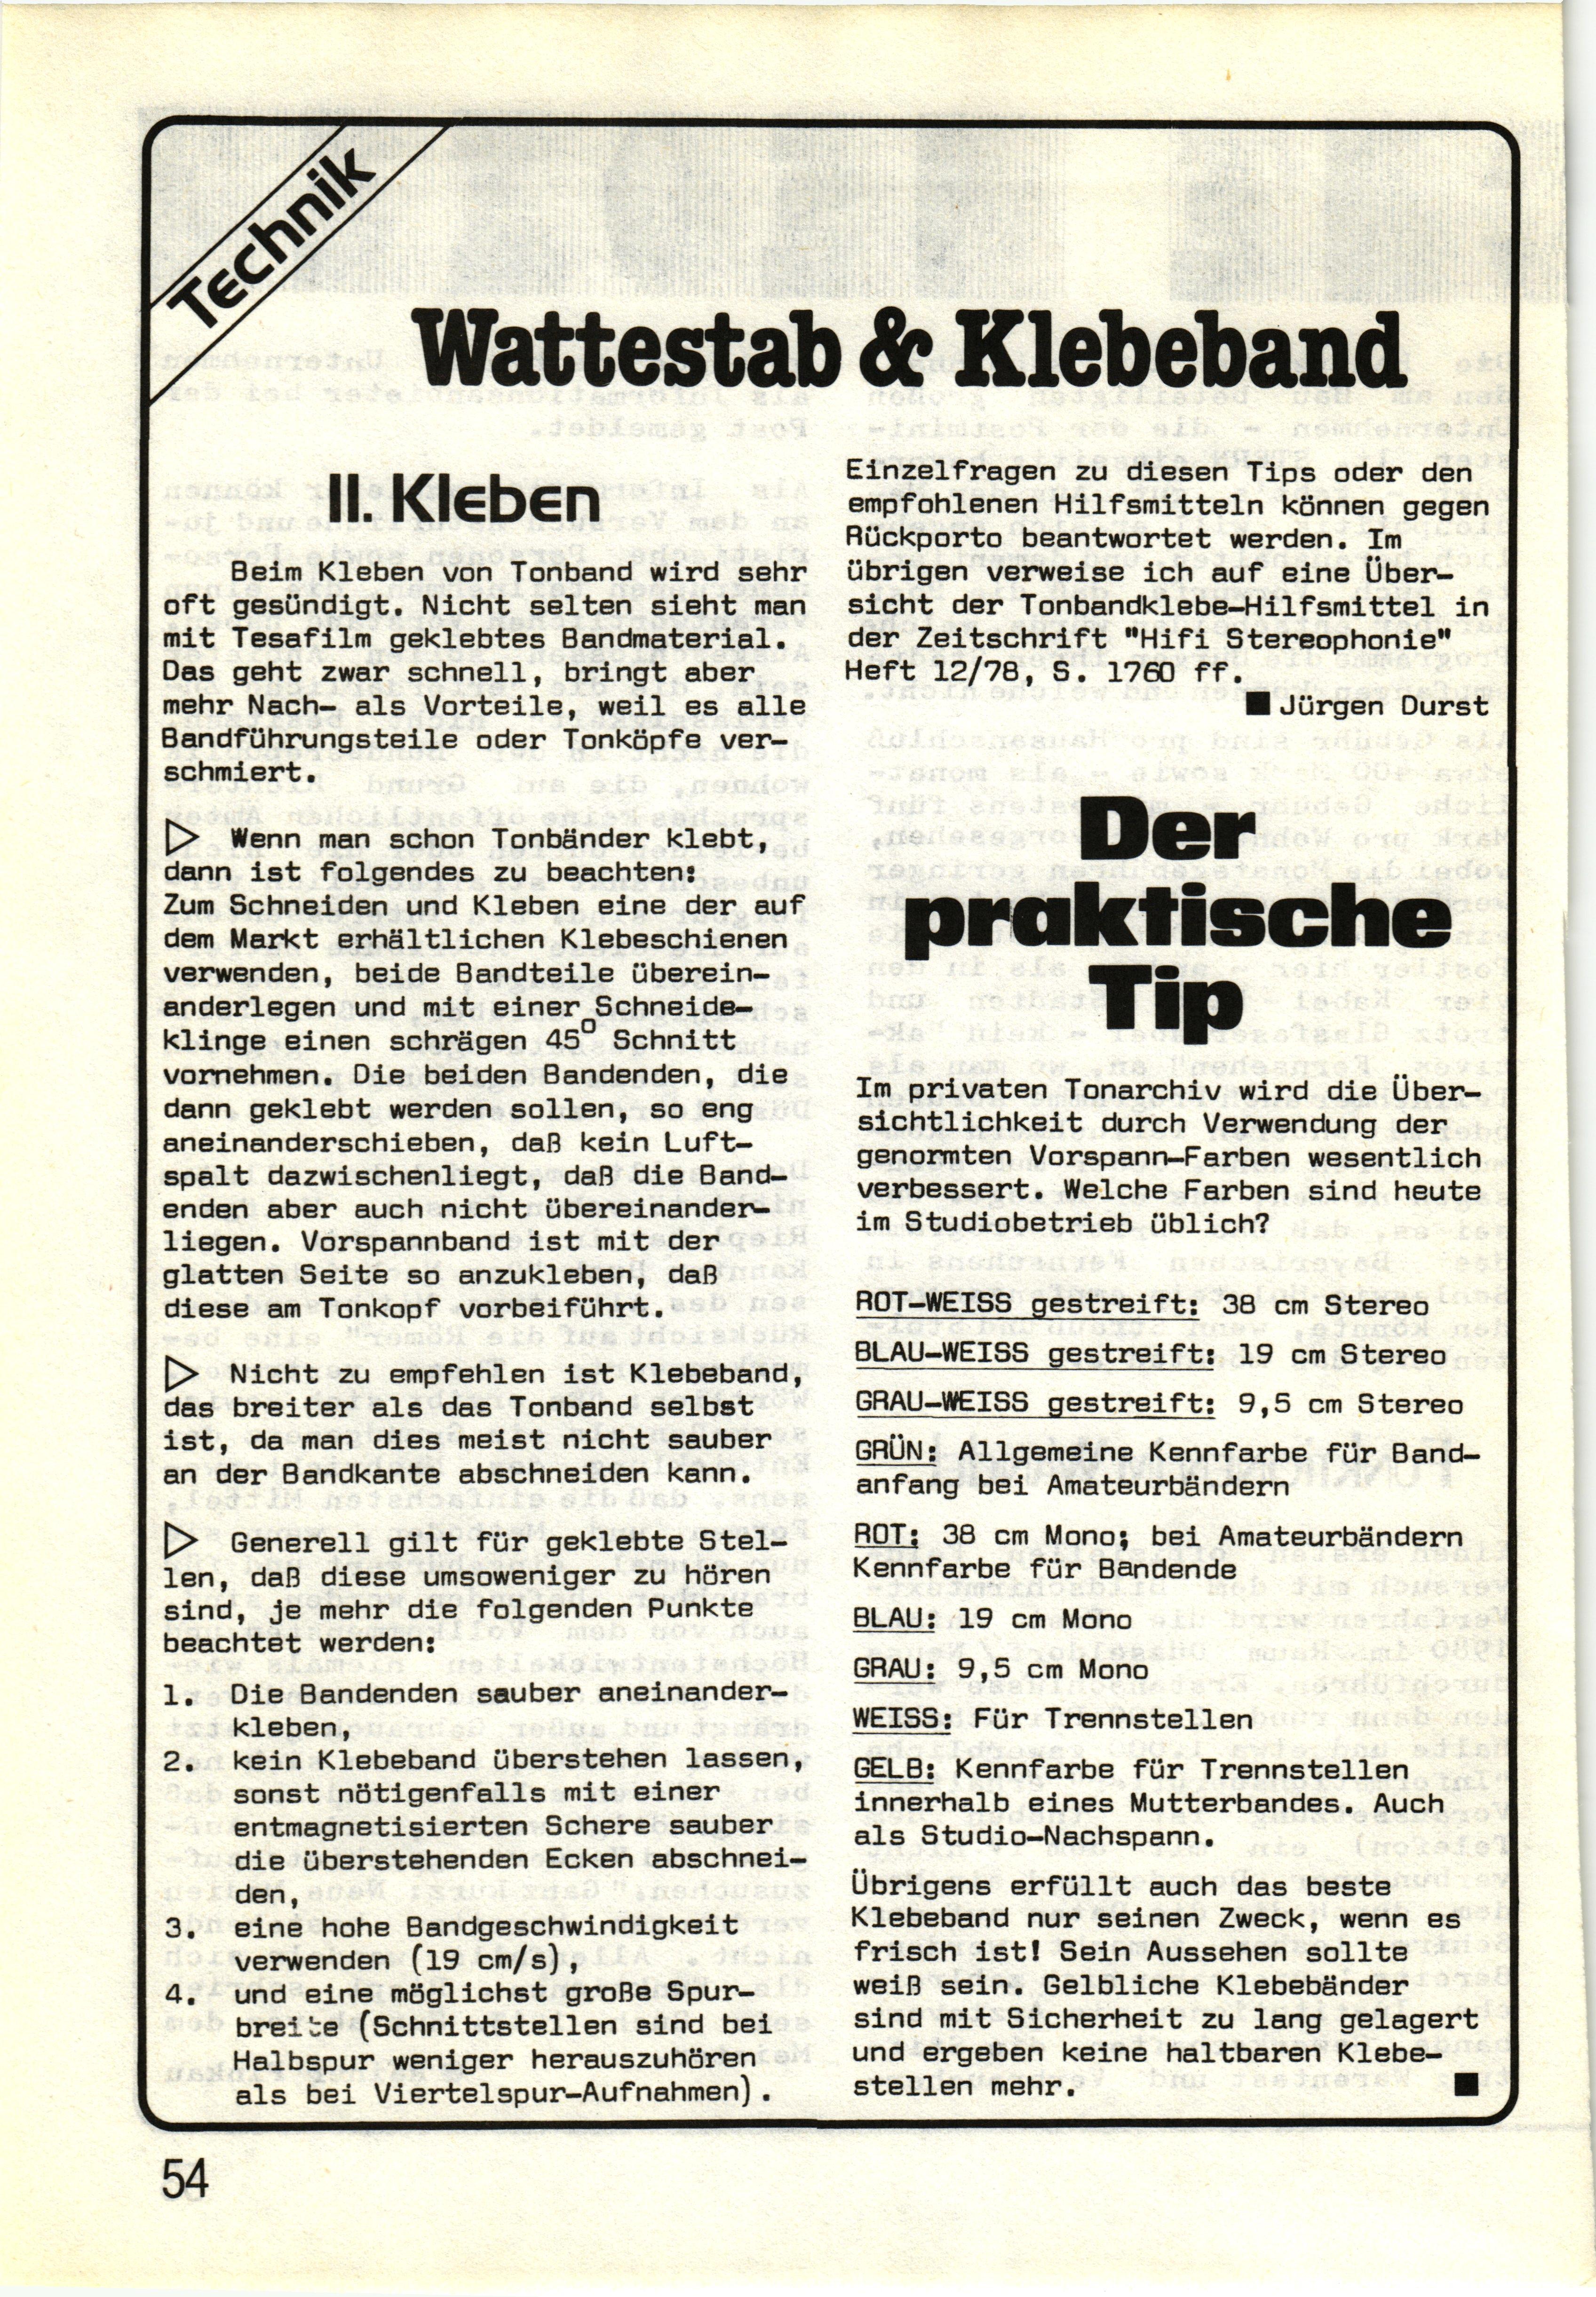 Technik
Wattestab & Klebeband
II. Kleben
Beim Kleben von Tonband wird sehr
oft gesündigt. Nicht selten sieht man
mit Tesafilm geklebtes Bandmaterial.
Das geht zwar schnell, bringt aber
mehr Nach- als Vorteile, weil es alle
Bandführungsteile oder Tonköpfe ver-
schmiert.
▷ Wenn man schon Tonbänder klebt,
dann ist folgendes zu beachten:
Zum Schneiden und Kleben eine der auf
dem Markt erhältlichen Klebeschienen
verwenden, beide Bandteile überein-
anderlegen und mit einer Schneide-
klinge einen schrägen 45° Schnitt
vornehmen. Die beiden Bandenden, die
dann geklebt werden sollen, so eng
aneinanderschieben, daß kein Luft-
spalt dazwischenliegt, daß die Band-
enden aber auch nicht übereinander-
liegen. Vorspannband ist mit der
glatten Seite so anzukleben, daß
diese am Tonkopf vorbeiführt.
▷ Nicht zu empfehlen ist Klebeband,
das breiter als das Tonband selbst
ist, da man dies meist nicht sauber
an der Bandkante abschneiden kann.
▷ Generell gilt für geklebte Stel-
len, daß diese umsoweniger zu hören
sind, je mehr die folgenden Punkte
beachtet werden:
1. Die Bandenden sauber aneinander-
kleben,
2. kein Klebeband überstehen lassen,
sonst nötigenfalls mit einer
entmagnetisierten Schere sauber
die überstehenden Ecken abschnei-
den,
3. eine hohe Bandgeschwindigkeit
verwenden (19 cm/s),
4. und eine möglichst große Spur-
breite (Schnittstellen sind bei
Halbspur weniger herauszuhören
als bei Viertelspur-Aufnahmen).
Einzelfragen zu diesen Tips oder den
empfohlenen Hilfsmitteln können gegen
Rückporto beantwortet werden. Im
übrigen verweise ich auf eine Über-
sicht der Tonbandklebe-Hilfsmittel in
der Zeitschrift "Hifi Stereophonie"
Heft 12/78, S. 1760 ff.
■ Jürgen Durst
Der
praktische
Tip
Im privaten Tonarchiv wird die Über-
sichtlichkeit durch Verwendung der
genormten Vorspann-Farben wesentlich
verbessert. Welche Farben sind heute
im Studiobetrieb üblich?
ROT-WEISS gestreift: 38 cm Stereo
BLAU-WEISS gestreift: 19 cm Stereo
GRAU-WEISS gestreift: 9,5 cm Stereo
GRÜN: Allgemeine Kennfarbe für Band-
anfang bei Amateurbändern
ROT: 38 cm Mono; bei Amateurbändern
Kennfarbe für Bandende
BLAU: 19 cm Mono
GRAU: 9,5 cm Mono
WEISS: Für Trennstellen
GELB: Kennfarbe für Trennstellen
innerhalb eines Mutterbandes. Auch
als Studio-Nachspann.
Übrigens erfüllt auch das beste
Klebeband nur seinen Zweck, wenn es
frisch ist! Sein Aussehen sollte
weiß sein. Gelbliche Klebebänder
sind mit Sicherheit zu lang gelagert
und ergeben keine haltbaren Klebe-
stellen mehr. ■
54